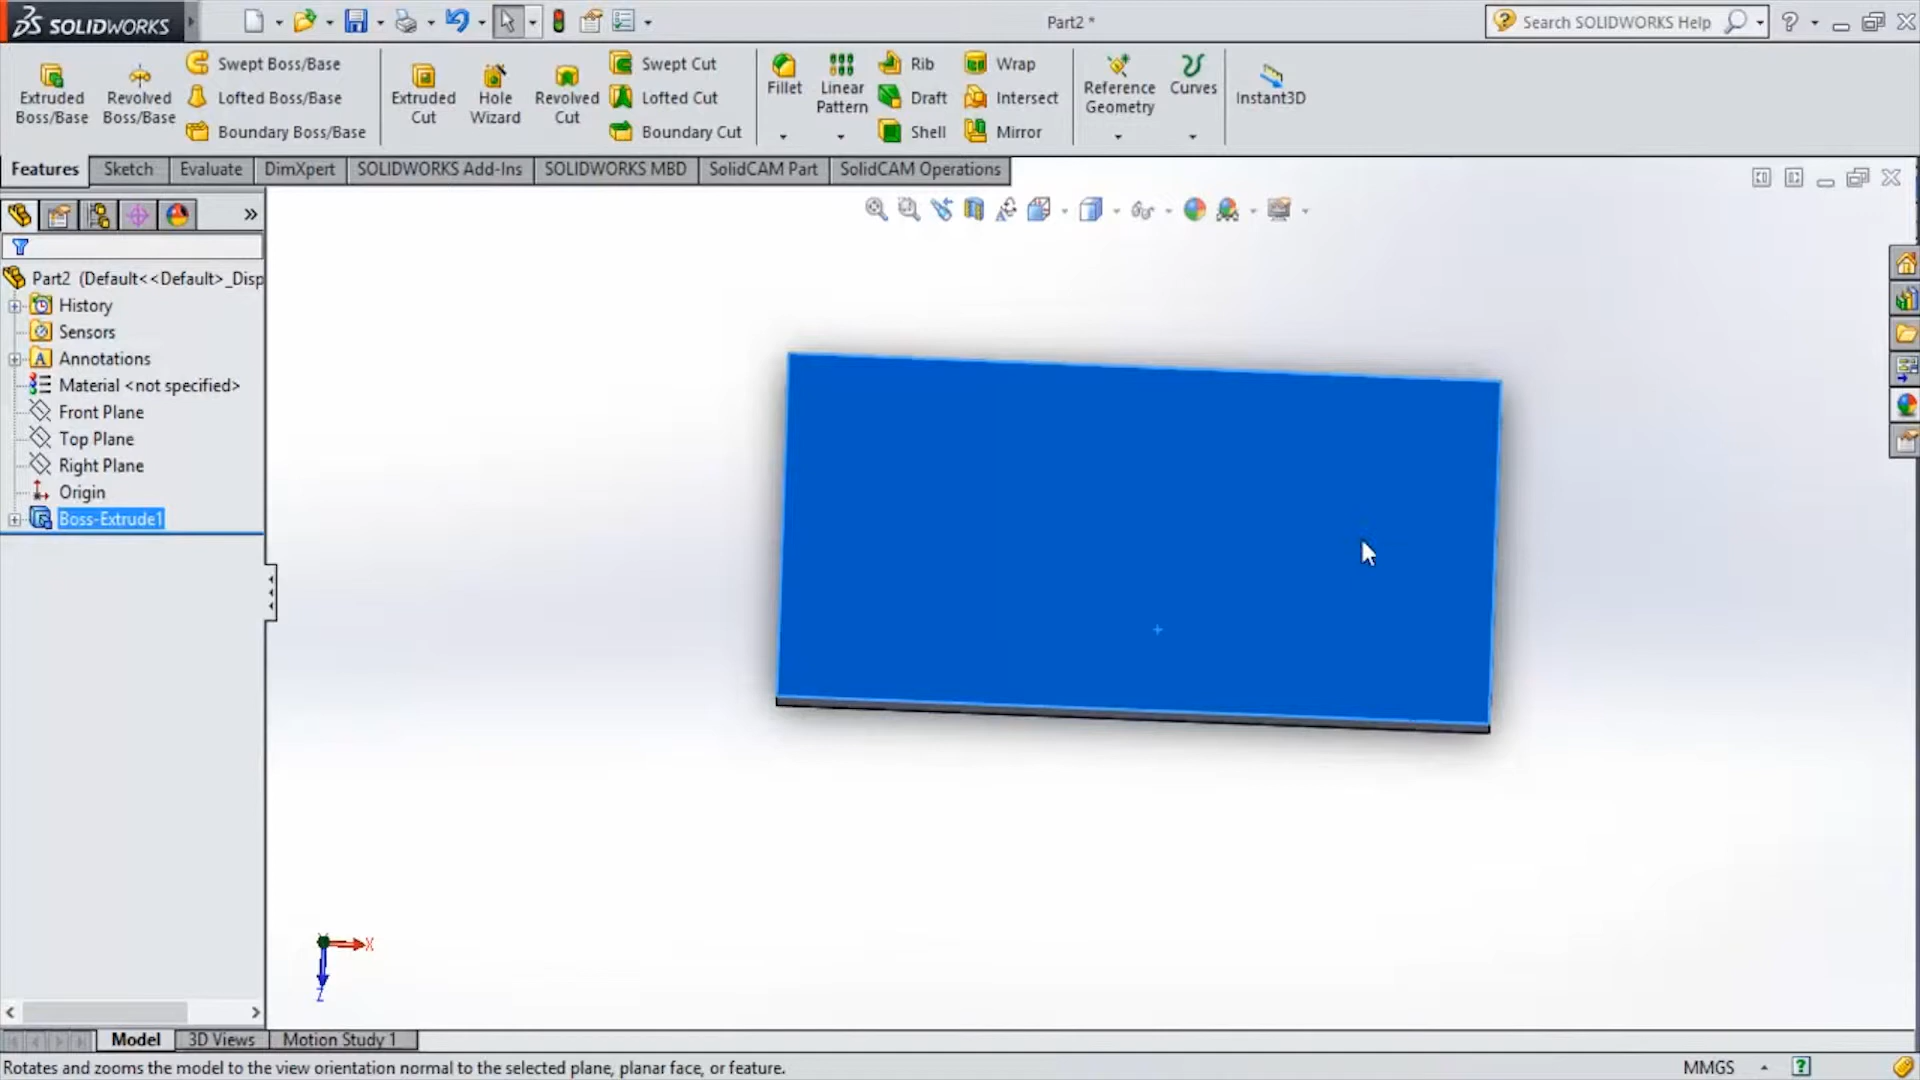 SOLIDWORKS
Part2 *
Search SOLIDWORKS Help
Extruded Boss/Base
Revolved Boss/Base
Swept Boss/Base
Lofted Boss/Base
Boundary Boss/Base
Extruded Cut
Hole Wizard
Revolved Cut
Swept Cut
Lofted Cut
Boundary Cut
Fillet
Linear Pattern
Rib
Draft
Shell
Wrap
Intersect
Mirror
Reference Geometry
Curves
Instant3D
Features
Sketch
Evaluate
DimXpert
SOLIDWORKS Add-Ins
SOLIDWORKS MBD
SolidCAM Part
SolidCAM Operations
Part2 (Default<<Default>_Disp
History
Sensors
Annotations
Material <not specified>
Front Plane
Top Plane
Right Plane
Origin
Boss-Extrude1
X
Z
Model
3D Views
Motion Study 1
Rotates and zooms the model to the view orientation normal to the selected plane, planar face, or feature.
MMGS